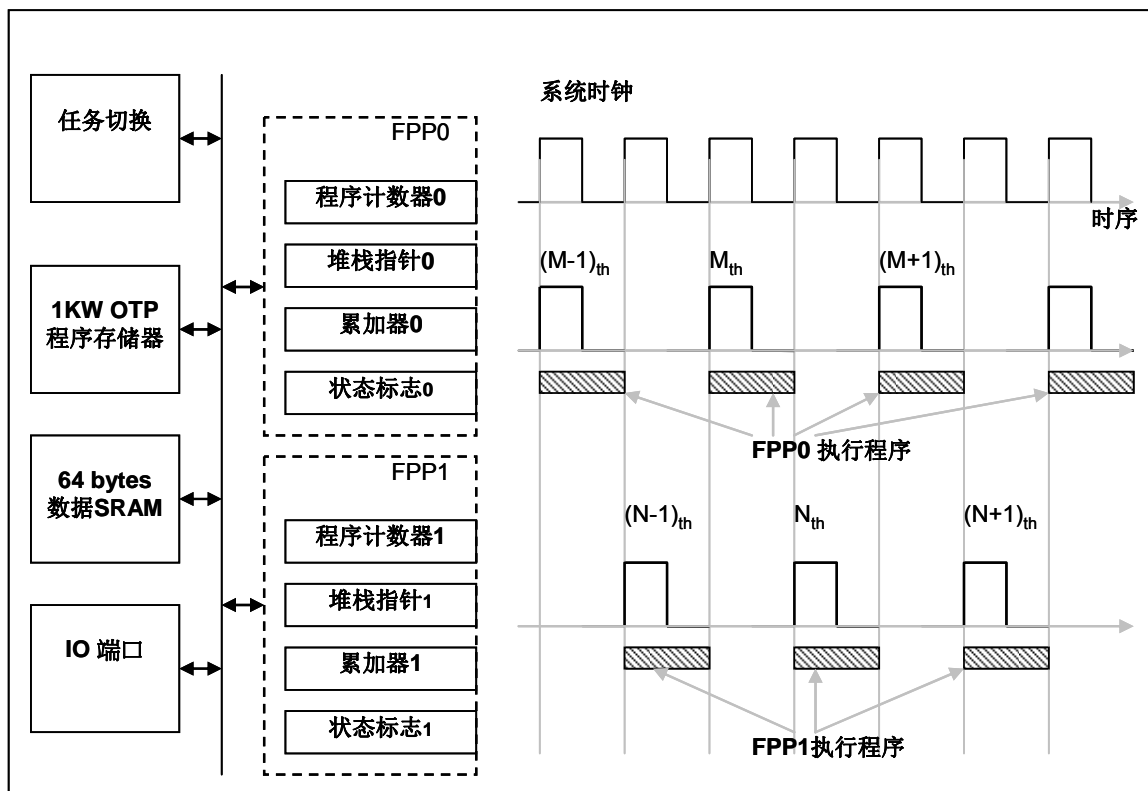 任务切换
1KW OTP
程序存储器
64 bytes
数据SRAM
IO 端口
FPP0
程序计数器0
堆栈指针0
累加器0
状态标志0
FPP1
程序计数器1
堆栈指针1
累加器1
状态标志1
系统时钟
时序
(M-1)th
Mth
(M+1)th
FPP0 执行程序
(N-1)th
Nth
(N+1)th
FPP1执行程序